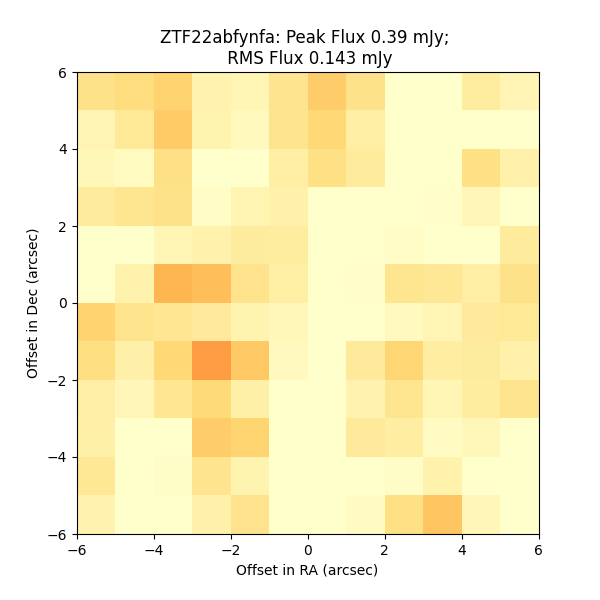 ZTF22abfynfa: Peak Flux 0.39 mJy;
RMS Flux 0.143 mJy
6
4
2
0
−2
−4
−6
Offset in Dec (arcsec)
−6 −4 −2 0 2 4 6
Offset in RA (arcsec)